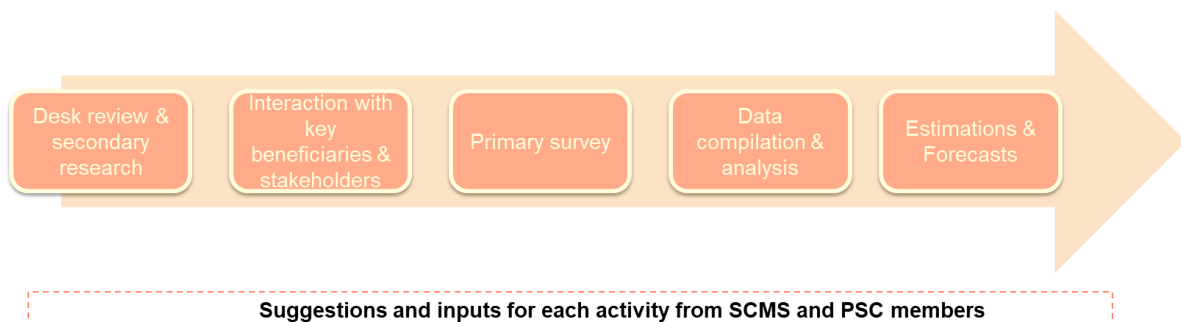 Desk review &
secondary
research
Interaction with
key
beneficiaries &
stakeholders
Primary survey
Data
compilation &
analysis
Estimations &
Forecasts
Suggestions and inputs for each activity from SCMS and PSC members